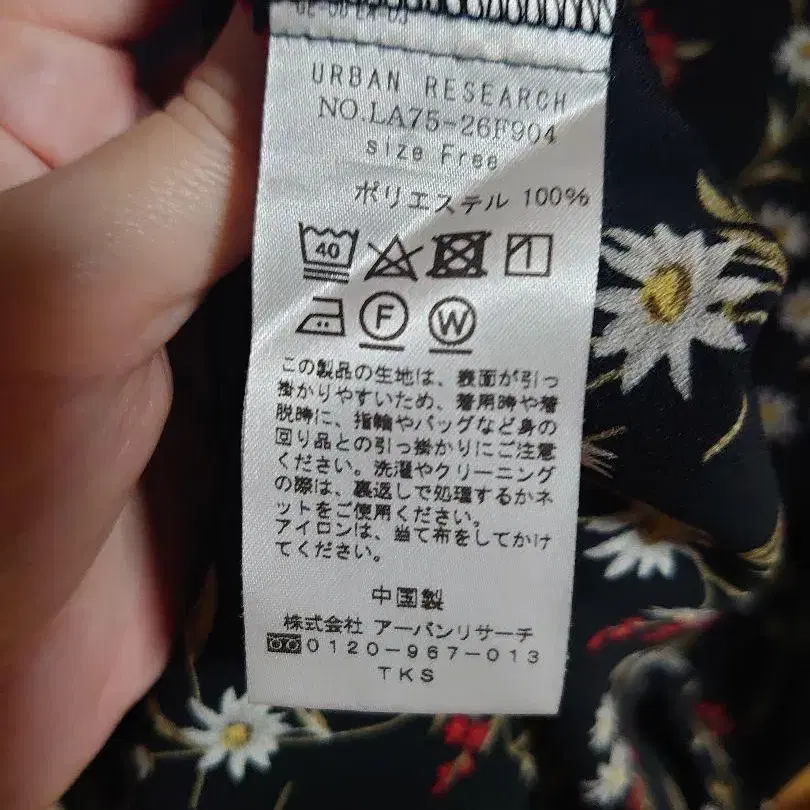 URBAN RESEARCH
NO.LA75-26F904
size Free
ポリエステル 100%
40
F W
この製品の生地は、表面が引っ
掛かりやすいため、着用時や着
脱時に、指輪やバッグなど身の
回り品との引っ掛かりにご注意
ください。洗濯やクリーニング
の際は、裏返しで処理するかネ
ットをご使用ください。
アイロンは、当て布をしてかけ
てください。
中国製
株式会社 アーバンリサーチ
0120-967-013
TKS